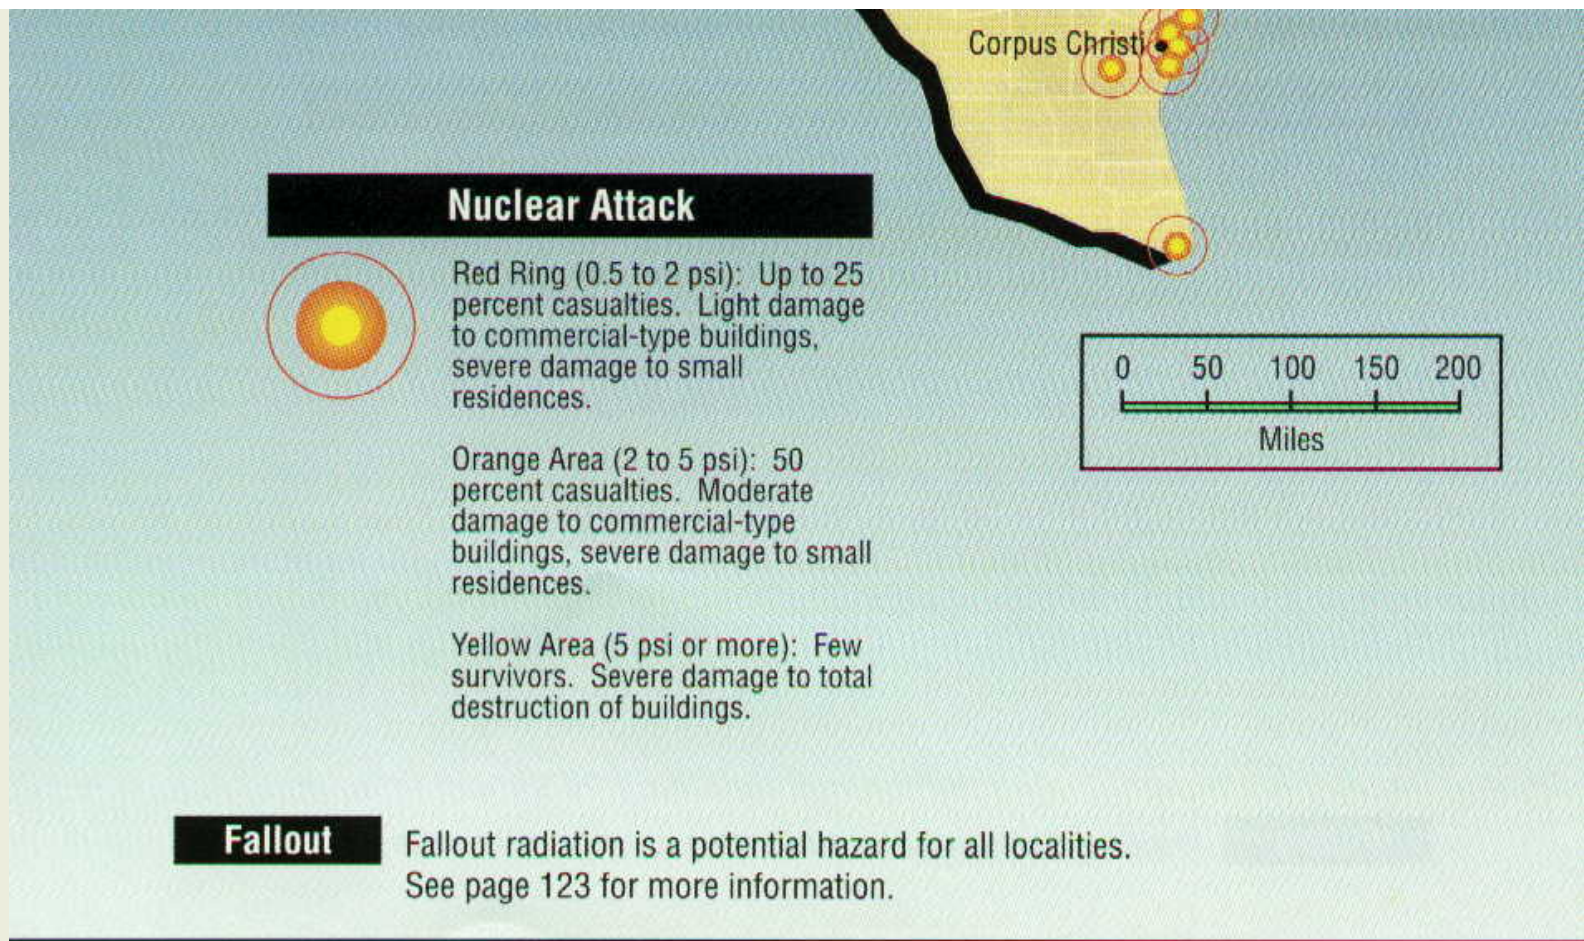 Corpus Christi
Nuclear Attack
Red Ring (0.5 to 2 psi):  Up to 25
percent casualties.  Light damage
to commercial-type buildings,
severe damage to small
residences.
Orange Area (2 to 5 psi):  50
percent casualties.  Moderate
damage to commercial-type
buildings, severe damage to small
residences.
Yellow Area (5 psi or more):  Few
survivors.  Severe damage to total
destruction of buildings.
0 50 100 150 200
Miles
Fallout
Fallout radiation is a potential hazard for all localities.
See page 123 for more information.